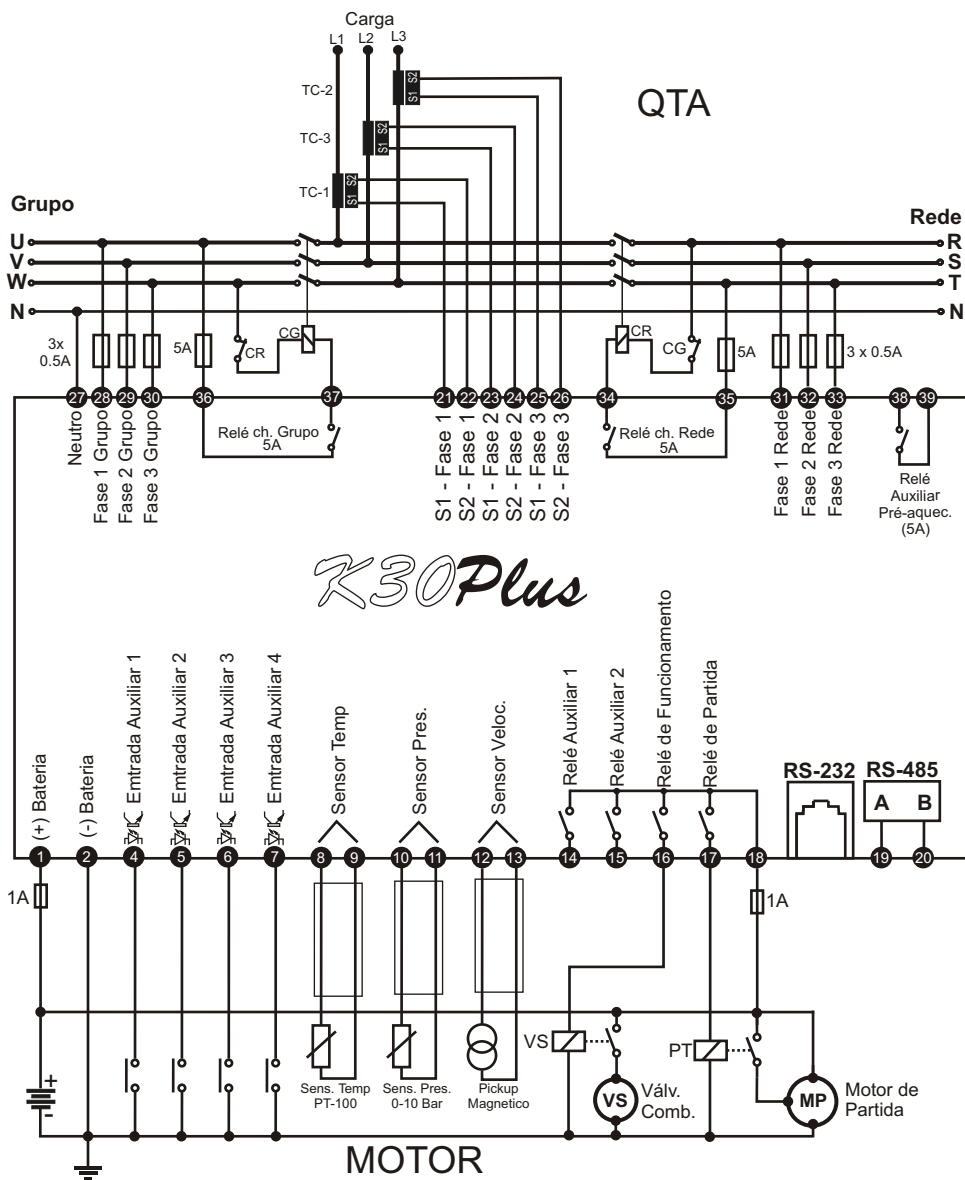 Carga
L1 L2 L3
TC-2
S2
S1
QTA
TC-3
S2
S1
TC-1
S2
S1
Grupo
Rede
U
V
W
N
R
S
T
N
3x
0.5A
5A
CR
CG
CR
CG
5A
3 x 0.5A
27 28 29 30 36 37 21 22 23 24 25 26 34 35 31 32 33 38 39
Neutro
Fase 1 Grupo
Fase 2 Grupo
Fase 3 Grupo
Relé ch. Grupo
5A
S1 - Fase 1
S2 - Fase 1
S1 - Fase 2
S2 - Fase 2
S1 - Fase 3
S2 - Fase 3
Relé ch. Rede
5A
Fase 1 Rede
Fase 2 Rede
Fase 3 Rede
Relé
Auxiliar
Pré-aquec.
(5A)
K30Plus
(+) Bateria
(-) Bateria
Emtrada Auxiliar 1
Entrada Auxiliar 2
Emtrada Auxiliar 3
Emtrada Auxiliar 4
Sensor Temp
Sensor Pres.
Sensor Veloc.
Relé Auxiliar 1
Relé Auxiliar 2
Relé de Funcionamento
Relé de Partida
RS-232
RS-485
A B
1 2 4 5 6 7 8 9 10 11 12 13 14 15 16 17 18 19 20
1A
1A
VS
PT
+
-
Sens. Temp
PT-100
Sens. Pres.
0-10 Bar
Pickup
Magnetico
VS
Válv.
Comb.
MP
Motor de
Partida
MOTOR